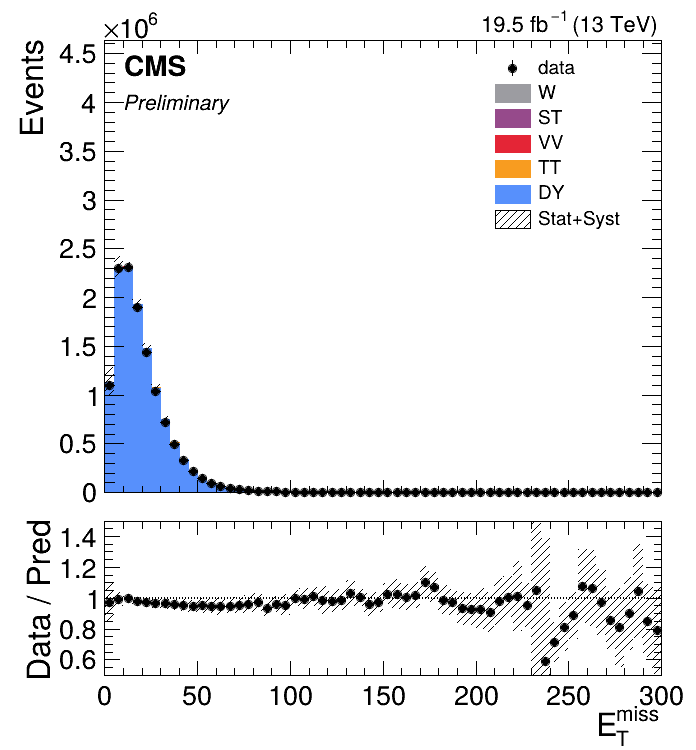 ×10⁶
19.5 fb⁻¹ (13 TeV)
CMS
Preliminary
Events
4.5
4
3.5
3
2.5
2
1.5
1
0.5
0
data
W
ST
VV
TT
DY
Stat+Syst
Data / Pred
1.4
1.2
1
0.8
0.6
0 50 100 150 200 250 300
E_T^miss